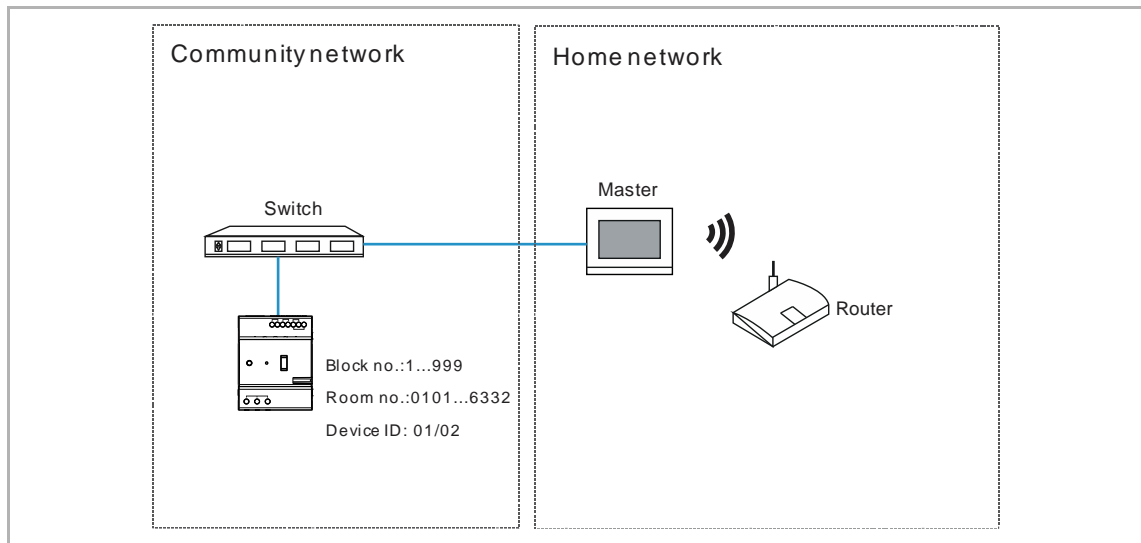 Community network
Home network
Master
Switch
Router
Block no.:1...999
Room no.:0101...6332
Device ID: 01/02